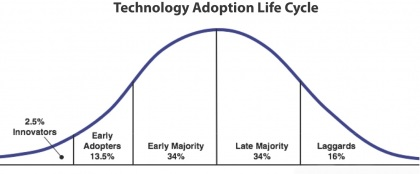 Technology Adoption Life Cycle
2.5%
Innovators
Early
Adopters
13.5%
Early Majority
34%
Late Majority
34%
Laggards
16%